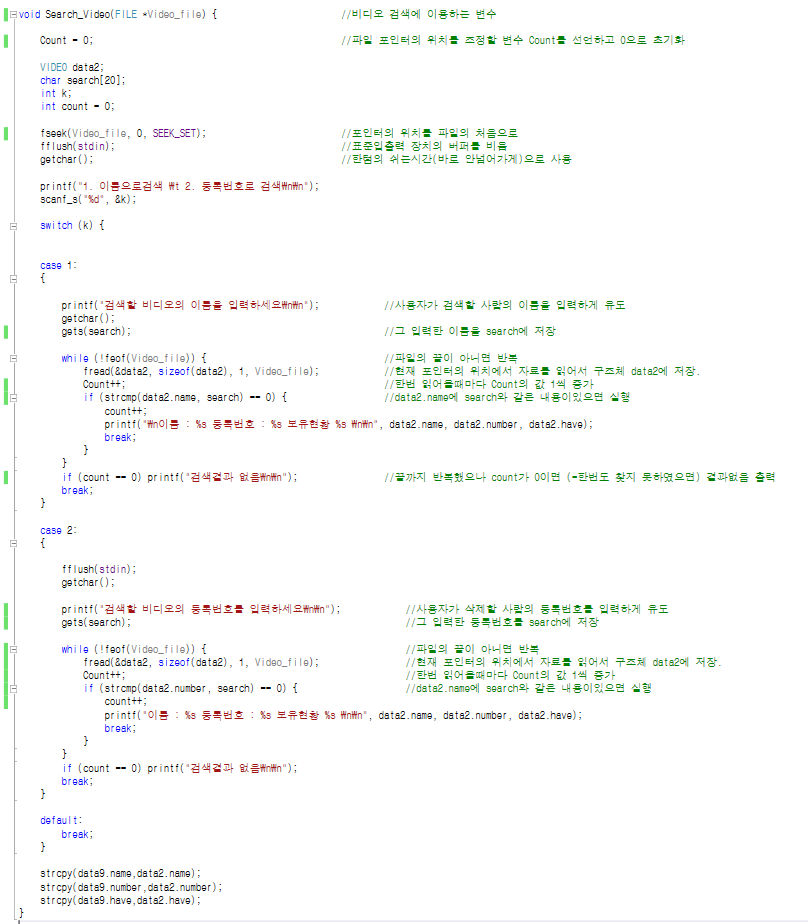 void Search_Video(FILE *Video_file) { //비디오 검색에 이용하는 변수
Count = 0; //파일 포인터의 위치를 조정할 변수 Count를 선언하고 0으로 초기화
VIDEO data2;
char search[20];
int k;
int count = 0;
fseek(Video_file, 0, SEEK_SET); //포인터의 위치를 파일의 처음으로
fflush(stdin); //표준입출력 장치의 버퍼를 비움
getchar(); //한텀의 쉬는시간(바로 안넘어가게)으로 사용
printf("1. 이름으로검색 ₩t 2. 등록번호로 검색₩n₩n");
scanf_s("%d", &k);
switch (k) {
case 1:
{
printf("검색할 비디오의 이름을 입력하세요₩n₩n"); //사용자가 검색할 사람의 이름을 입력하게 유도
getchar();
gets(search); //그 입력한 이름을 search에 저장
while (!feof(Video_file)) { //파일의 끝이 아니면 반복
fread(&data2, sizeof(data2), 1, Video_file); //현재 포인터의 위치에서 자료를 읽어서 구조체 data2에 저장.
Count++; //한번 읽어올때마다 Count의 값 1씩 증가
if (strcmp(data2.name, search) == 0) { //data2.name에 search와 같은 내용이있으면 실행
count++;
printf("₩n이름 : %s 등록번호 : %s 보유현황 %s ₩n₩n", data2.name, data2.number, data2.have);
break;
}
}
if (count == 0) printf("검색결과 없음₩n₩n"); //끝까지 반복했으나 count가 0이면 (=한번도 찾지 못하였으면) 결과없음 출력
break;
}
case 2:
{
fflush(stdin);
getchar();
printf("검색할 비디오의 등록번호를 입력하세요₩n₩n"); //사용자가 삭제할 사람의 등록번호를 입력하게 유도
gets(search); //그 입력한 등록번호를 search에 저장
while (!feof(Video_file)) { //파일의 끝이 아니면 반복
fread(&data2, sizeof(data2), 1, Video_file); //현재 포인터의 위치에서 자료를 읽어서 구조체 data2에 저장.
Count++; //한번 읽어올때마다 Count의 값 1씩 증가
if (strcmp(data2.number, search) == 0) { //data2.name에 search와 같은 내용이있으면 실행
count++;
printf("이름 : %s 등록번호 : %s 보유현황 %s ₩n₩n", data2.name, data2.number, data2.have);
break;
}
}
if (count == 0) printf("검색결과 없음₩n₩n");
break;
}
default:
break;
}
strcpy(data9.name,data2.name);
strcpy(data9.number,data2.number);
strcpy(data9.have,data2.have);
}